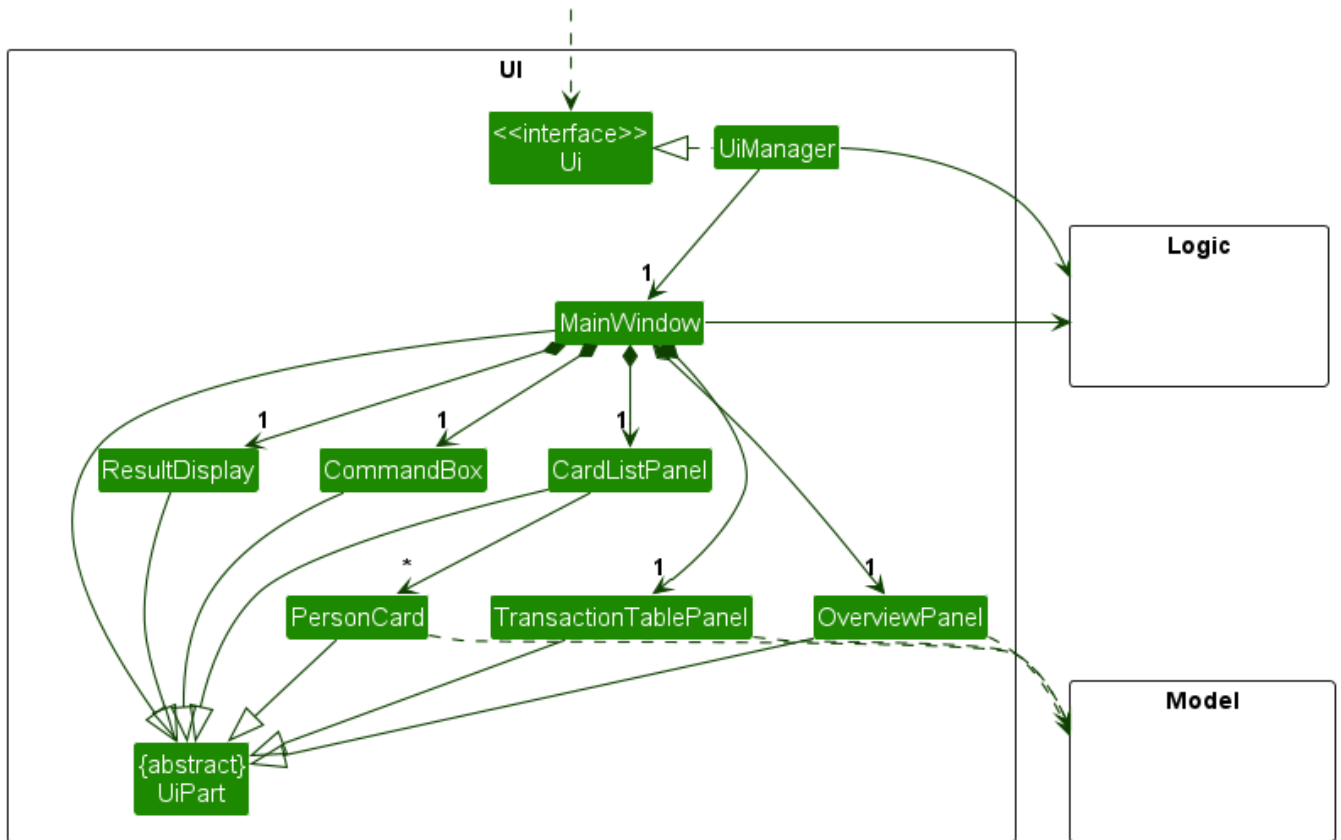 UI
<<interface>>
Ui
UiManager
Logic
1
MainWindow
1
1
1
ResultDisplay
CommandBox
CardListPanel
*
1
1
PersonCard
TransactionTablePanel
OverviewPanel
Model
{abstract}
UiPart